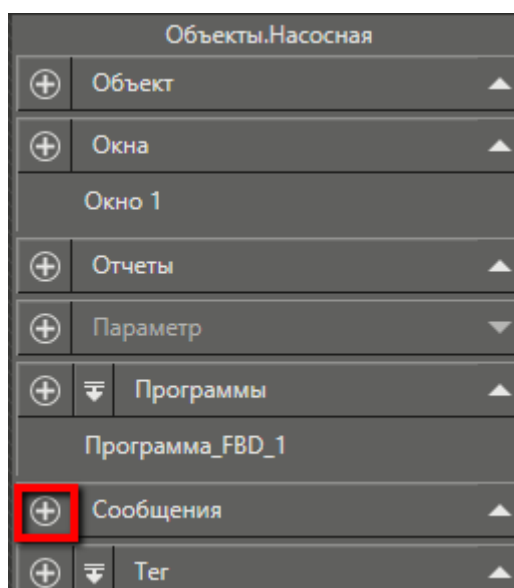 Объекты.Насосная
Объект
Окна
Окно 1
Отчеты
Параметр
Программы
Программа_FBD_1
Сообщения
Тег